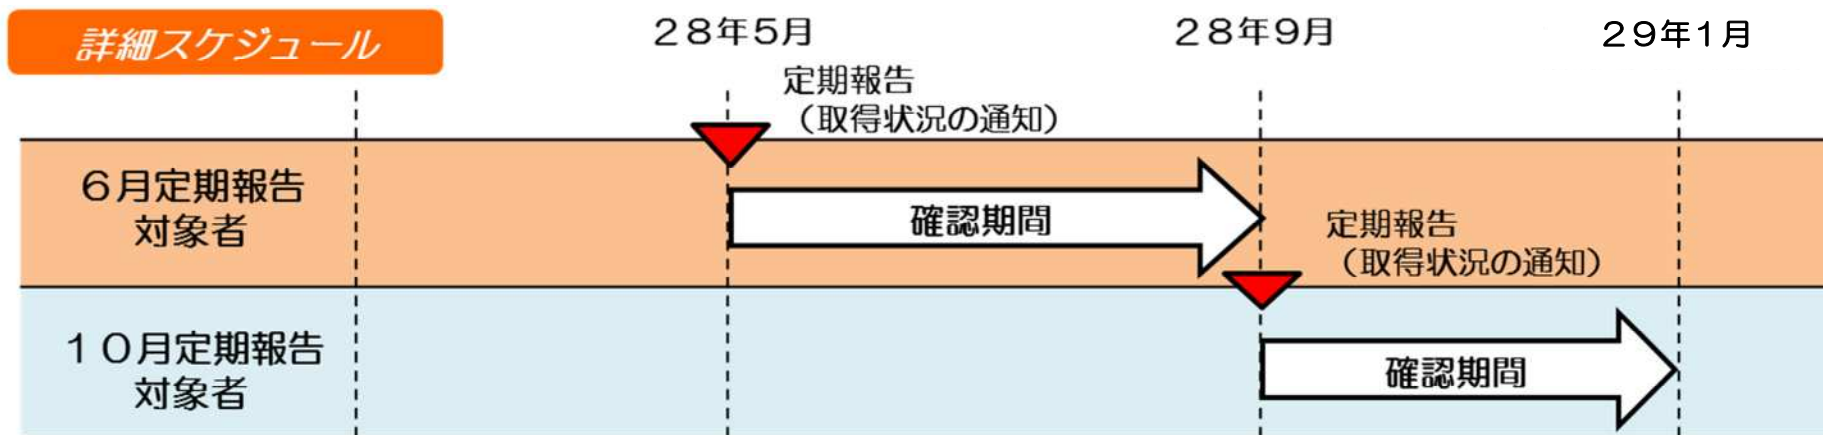 詳細スケジュール
２８年５月
２８年９月
２９年１月
定期報告
（取得状況の通知）
６月定期報告
対象者
確認期間
定期報告
（取得状況の通知）
１０月定期報告
対象者
確認期間